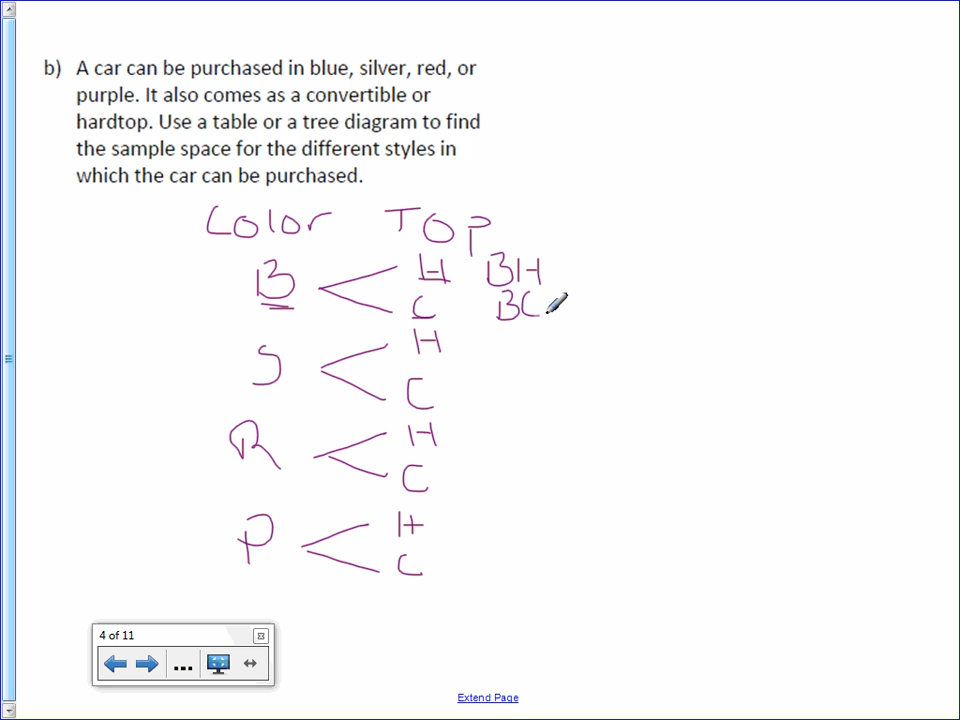 b) A car can be purchased in blue, silver, red, or
purple. It also comes as a convertible or
hardtop. Use a table or a tree diagram to find
the sample space for the different styles in
which the car can be purchased.
Color TOP
B H BH
C BC
S H
C
R H
C
P H
C
4 of 11
...
Extend Page